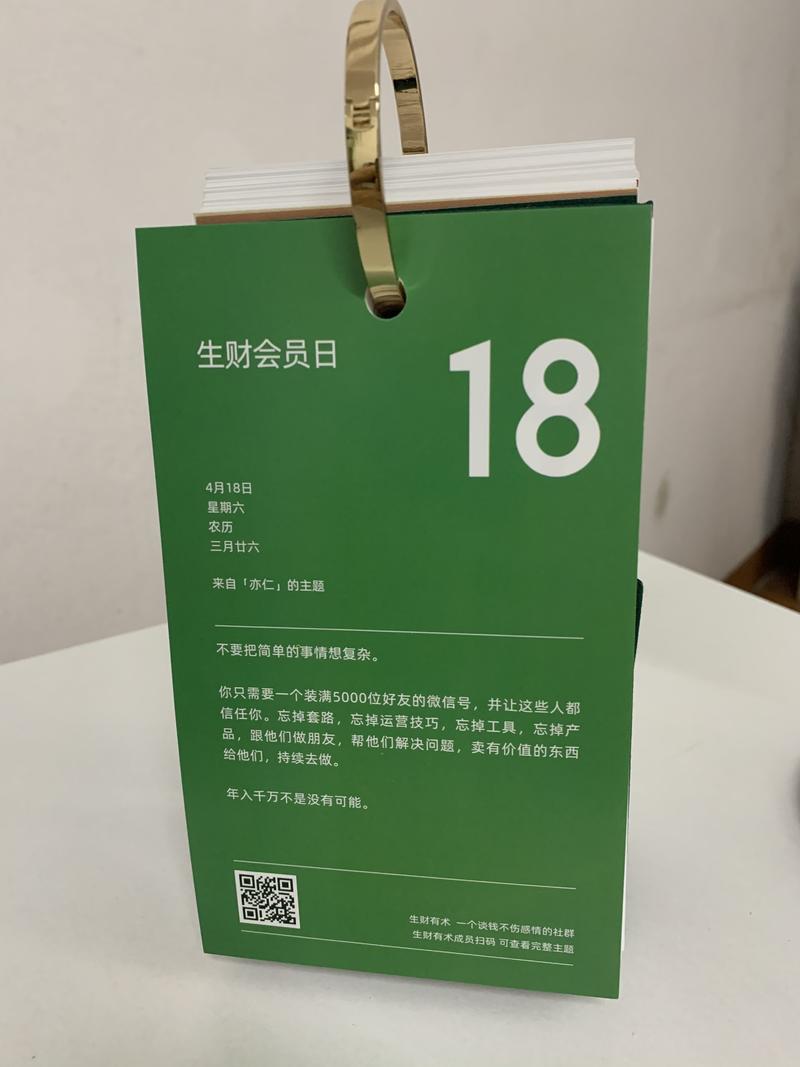 生财会员日
18
4月18日
星期六
农历
三月廿六
来自「亦仁」的主题
不要把简单的事情想复杂。
你只需要一个装满5000位好友的微信号，并让这些人都
信任你。忘掉套路，忘掉运营技巧，忘掉工具，忘掉产
品，跟他们做朋友，帮他们解决问题，卖有价值的东西
给他们，持续去做。
年入千万不是没有可能。
生财有术 一个谈钱不伤感情的社群
生财有术成员扫码 可查看完整主题